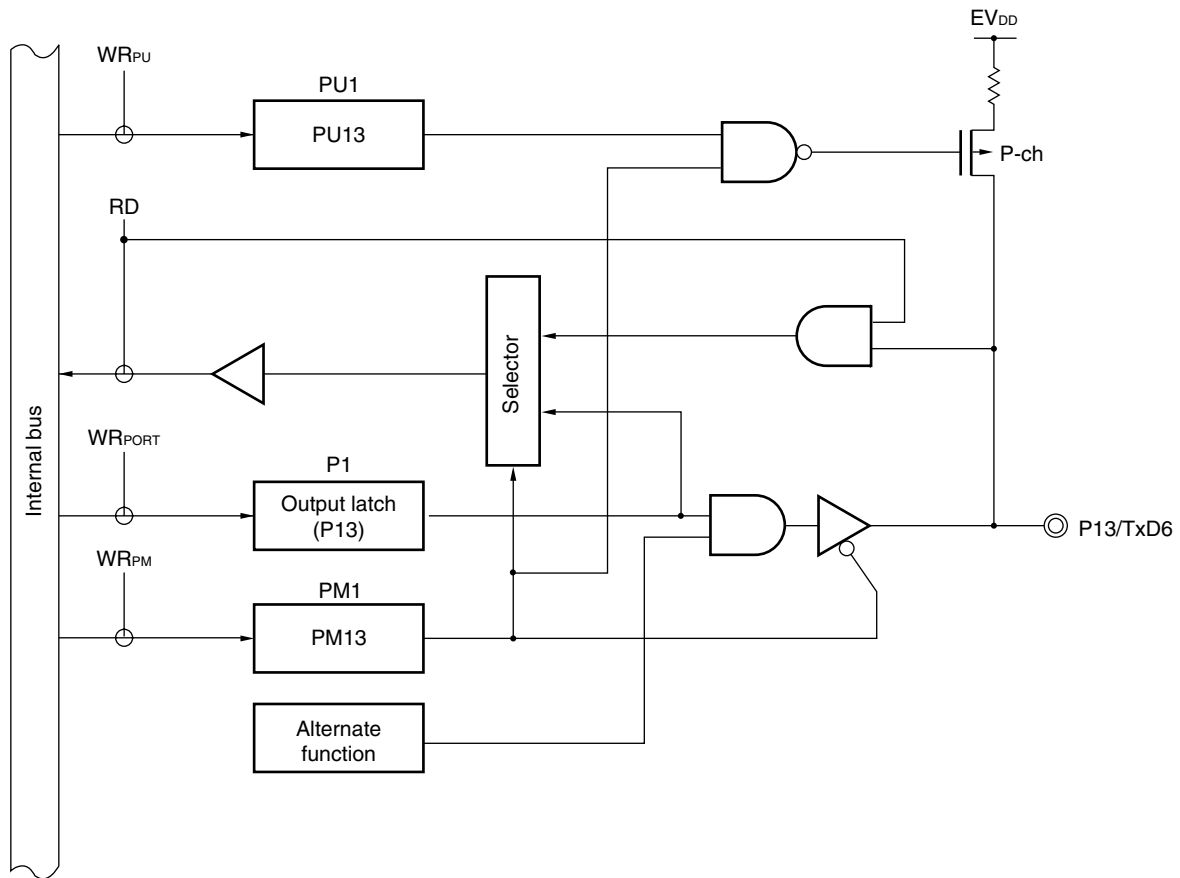 EVDD
WRPU
PU1
PU13
P-ch
RD
Selector
Internal bus
WRPORT
P1
Output latch
(P13)
P13/TxD6
WRPM
PM1
PM13
Alternate
function